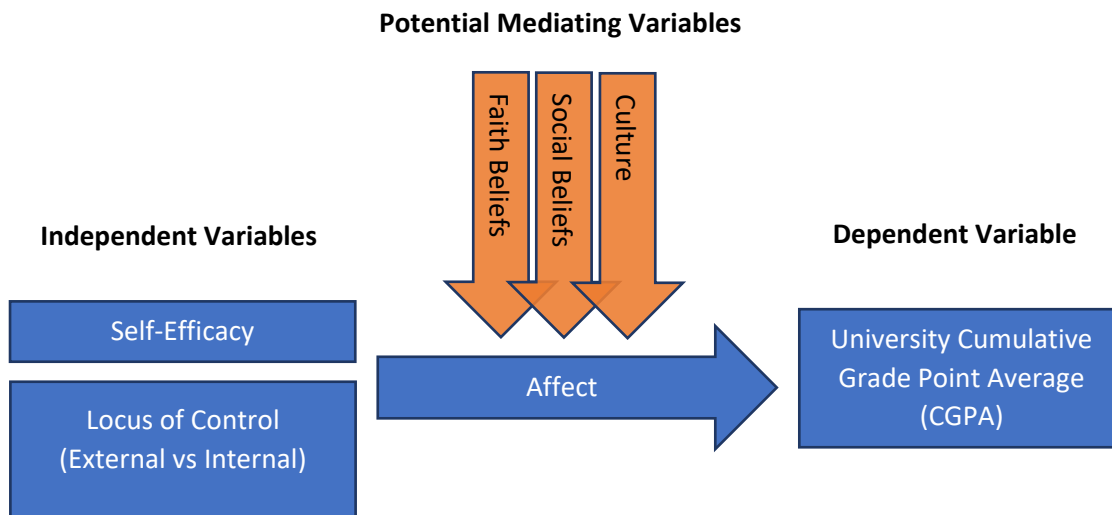 Potential Mediating Variables
Faith Beliefs
Social Beliefs
Culture
Independent Variables
Dependent Variable
Self-Efficacy
Locus of Control
(External vs Internal)
Affect
University Cumulative
Grade Point Average
(CGPA)